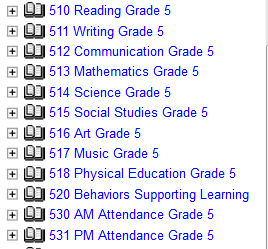 510 Reading Grade 5
511 Writing Grade 5
512 Communication Grade 5
513 Mathematics Grade 5
514 Science Grade 5
515 Social Studies Grade 5
516 Art Grade 5
517 Music Grade 5
518 Physical Education Grade 5
520 Behaviors Supporting Learning
530 AM Attendance Grade 5
531 PM Attendance Grade 5